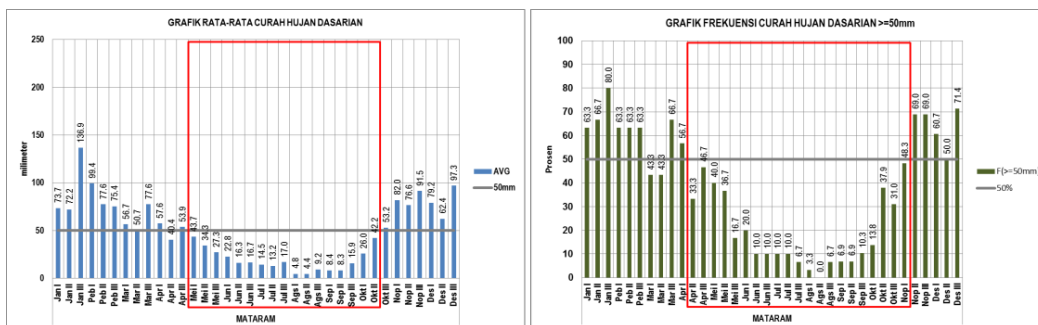 GRAFIK RATA-RATA CURAH HUJAN DASARIAN
milimeter
250
200
150
100
50
0
73.7
72.2
136.9
99.4
77.6
75.4
56.7
50.7
77.6
57.6
40.4
53.9
43.7
34.3
27.3
22.8
16.3
16.7
14.5
13.2
17.0
4.8
4.4
9.2
8.4
8.3
15.9
26.0
42.2
53.2
82.0
76.6
91.5
79.2
62.4
97.3
Jan I
Jan II
Jan III
Peb I
Peb II
Peb III
Mar I
Mar II
Mar III
Apr I
Apr II
Apr III
Mei I
Mei II
Mei III
Jun I
Jun II
Jun III
Jul I
Jul II
Jul III
Ags I
Ags II
Ags III
Sep I
Sep II
Sep III
Okt I
Okt II
Okt III
Nop I
Nop II
Nop III
Des I
Des II
Des III
MATARAM
AVG
50mm
GRAFIK FREKUENSI CURAH HUJAN DASARIAN >=50mm
Prosen
100
90
80
70
60
50
40
30
20
10
0
63.3
66.7
80.0
63.3
63.3
63.3
43.3
43.3
66.7
56.7
33.3
46.7
40.0
36.7
16.7
20.0
10.0
10.0
10.0
10.0
6.7
3.3
0.0
6.7
6.9
6.9
10.3
13.8
37.9
31.0
48.3
69.0
69.0
60.7
50.0
71.4
Jan I
Jan II
Jan III
Peb I
Peb II
Peb III
Mar I
Mar II
Mar III
Apr I
Apr II
Apr III
Mei I
Mei II
Mei III
Jun I
Jun II
Jun III
Jul I
Jul II
Jul III
Ags I
Ags II
Ags III
Sep I
Sep II
Sep III
Okt I
Okt II
Okt III
Nop I
Nop II
Nop III
Des I
Des II
Des III
MATARAM
F(>=50mm)
50%